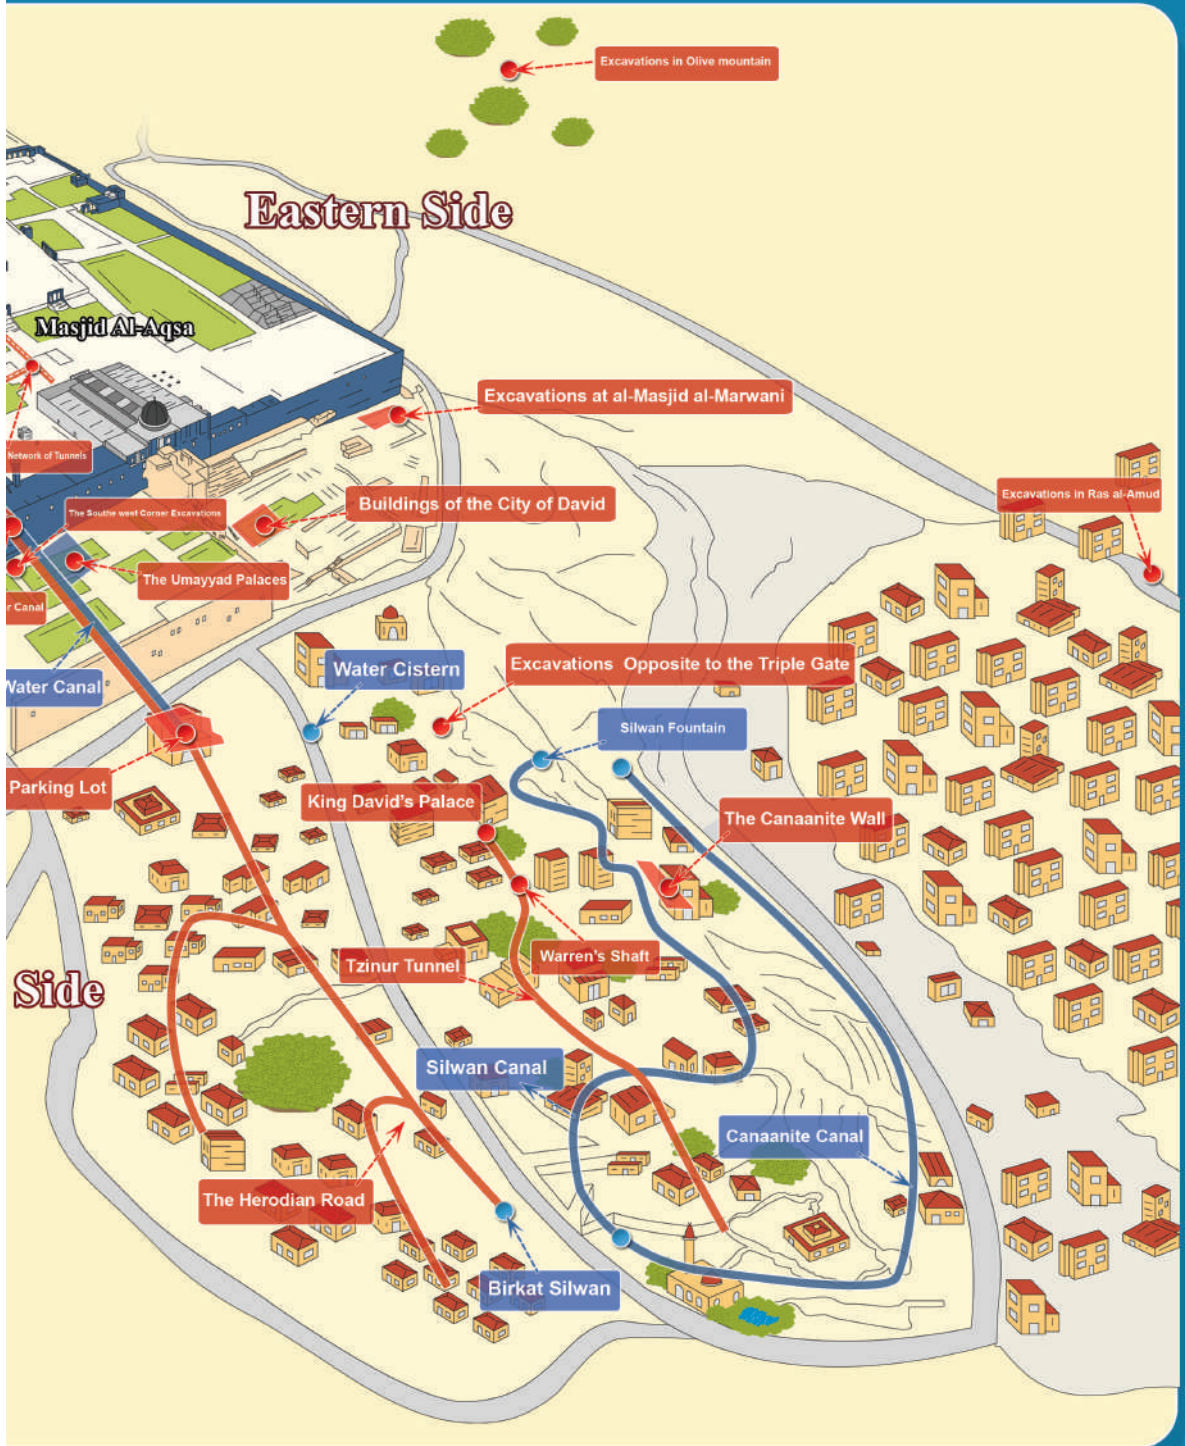 Excavations in Olive mountain
Eastern Side
Masjid Al-Aqsa
Excavations at al-Masjid al-Marwani
Network of Tunnels
Excavations in Ras al-Amud
Buildings of the City of David
The Southe west Corner Excavations
The Umayyad Palaces
r Canal
Water Cistern
Excavations Opposite to the Triple Gate
Water Canal
Silwan Fountain
Parking Lot
King David's Palace
The Canaanite Wall
Warren's Shaft
Tzinur Tunnel
Side
Silwan Canal
Canaanite Canal
The Herodian Road
Birkat Silwan